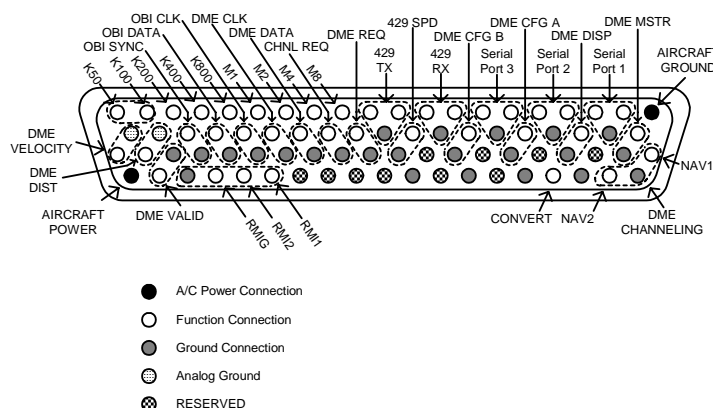 OBI CLK
DME CLK
OBI DATA
DME DATA
429 SPD
DME CFG A
DME MSTR
OBI SYNC
CHNL REQ
DME REQ
DME CFG B
DME DISP
K50
K100
K200
K400
K800
M1
M2
M4
M8
429 TX
429 RX
Serial Port 3
Serial Port 2
Serial Port 1
AIRCRAFT GROUND
DME VELOCITY
DME DIST
AIRCRAFT POWER
DME VALID
RMIG
RMI2
RMI1
CONVERT
NAV2
DME CHANNELING
NAV1
A/C Power Connection
Function Connection
Ground Connection
Analog Ground
RESERVED